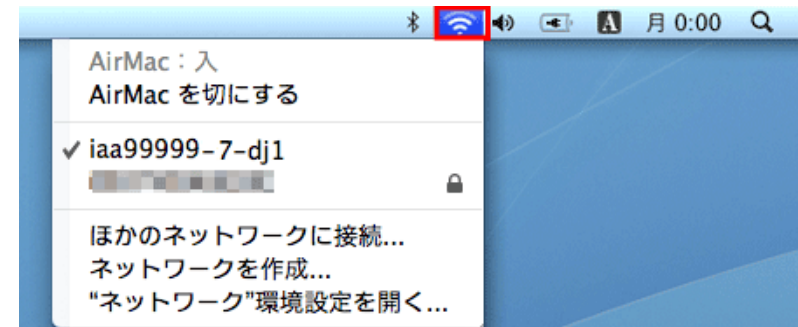 A 月 0:00
AirMac：入
AirMac を切にする
iaa99999-7-dj1
ほかのネットワークに接続...
ネットワークを作成...
“ネットワーク”環境設定を開く...